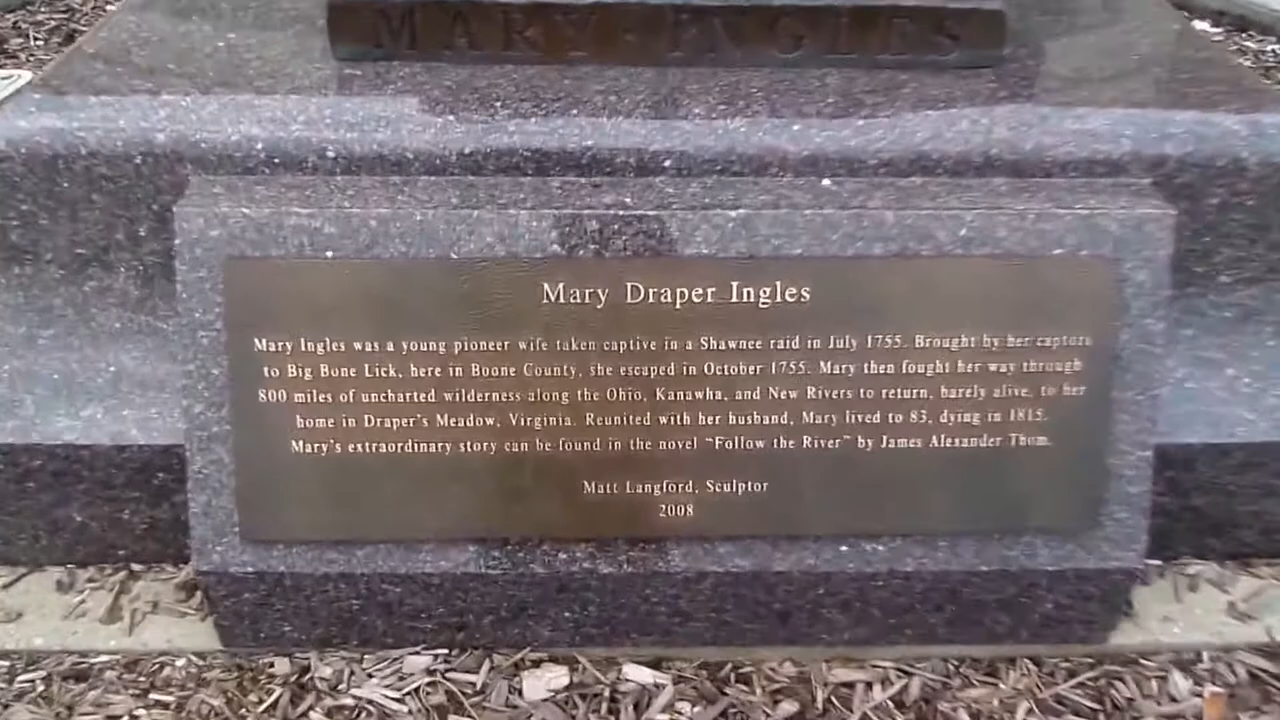 MARY INGLES
Mary Draper Ingles
Mary Ingles was a young pioneer wife taken captive in a Shawnee raid in July 1755. Brought by her captors
to Big Bone Lick, here in Boone County, she escaped in October 1755. Mary then fought her way through
800 miles of uncharted wilderness along the Ohio, Kanawha, and New Rivers to return, barely alive, to her
home in Draper's Meadow, Virginia. Reunited with her husband, Mary lived to 83, dying in 1815.
Mary's extraordinary story can be found in the novel "Follow the River" by James Alexander Thom.
Matt Langford, Sculptor
2008